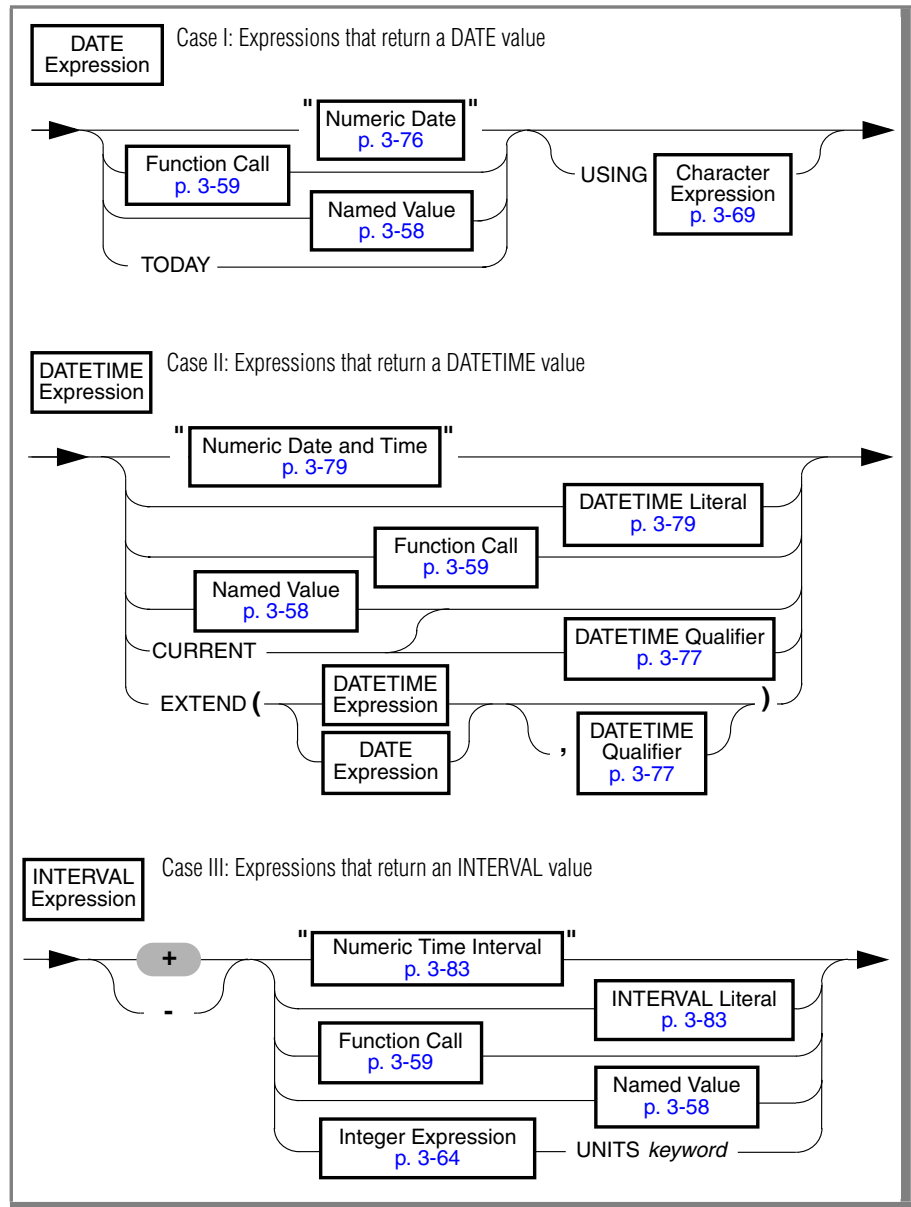 DATE
Expression
Case I: Expressions that return a DATE value
" Numeric Date "
p. 3-76
Function Call
p. 3-59
Named Value
p. 3-58
TODAY
USING
Character
Expression
p. 3-69
DATETIME
Expression
Case II: Expressions that return a DATETIME value
" Numeric Date and Time "
p. 3-79
DATETIME Literal
p. 3-79
Function Call
p. 3-59
Named Value
p. 3-58
CURRENT
DATETIME Qualifier
p. 3-77
EXTEND (
DATETIME
Expression
DATE
Expression
,
DATETIME
Qualifier
p. 3-77
)
INTERVAL
Expression
Case III: Expressions that return an INTERVAL value
+
-
" Numeric Time Interval "
p. 3-83
INTERVAL Literal
p. 3-83
Function Call
p. 3-59
Named Value
p. 3-58
Integer Expression
p. 3-64
UNITS keyword